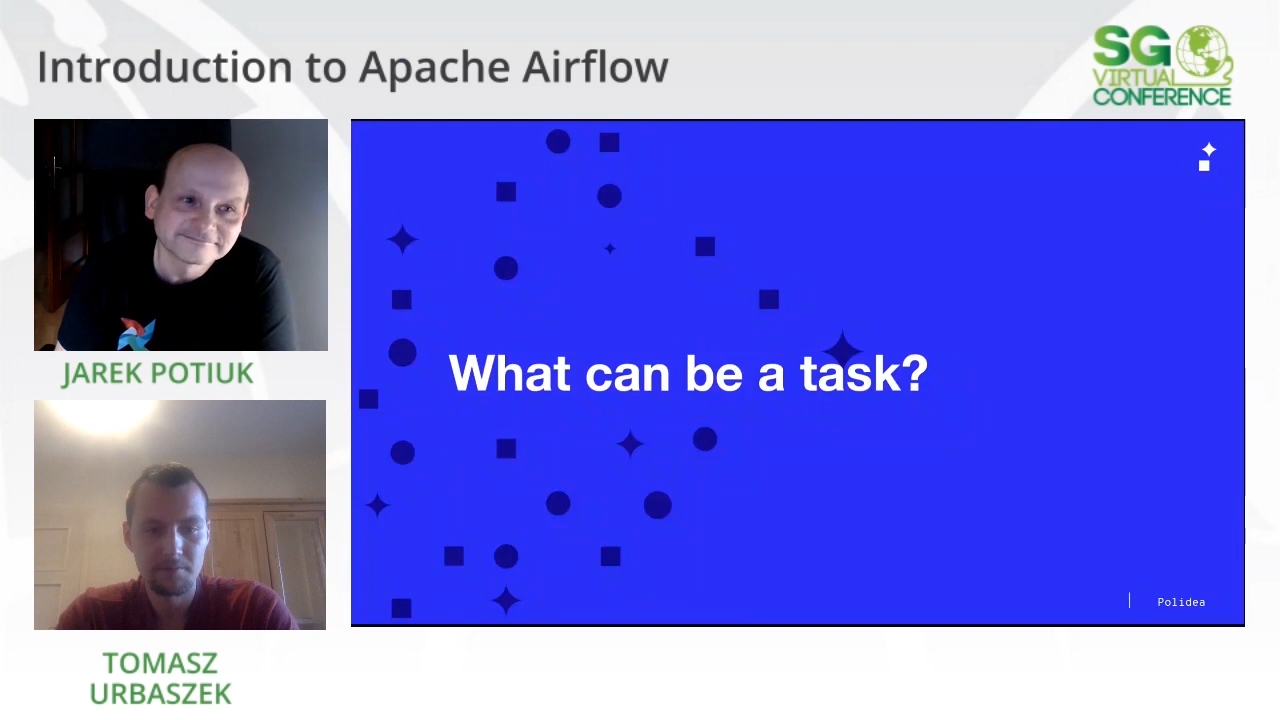 Introduction to Apache Airflow
SG
VIRTUAL
CONFERENCE
JAREK POTIUK
What can be a task?
Polidea
TOMASZ
URBASZEK